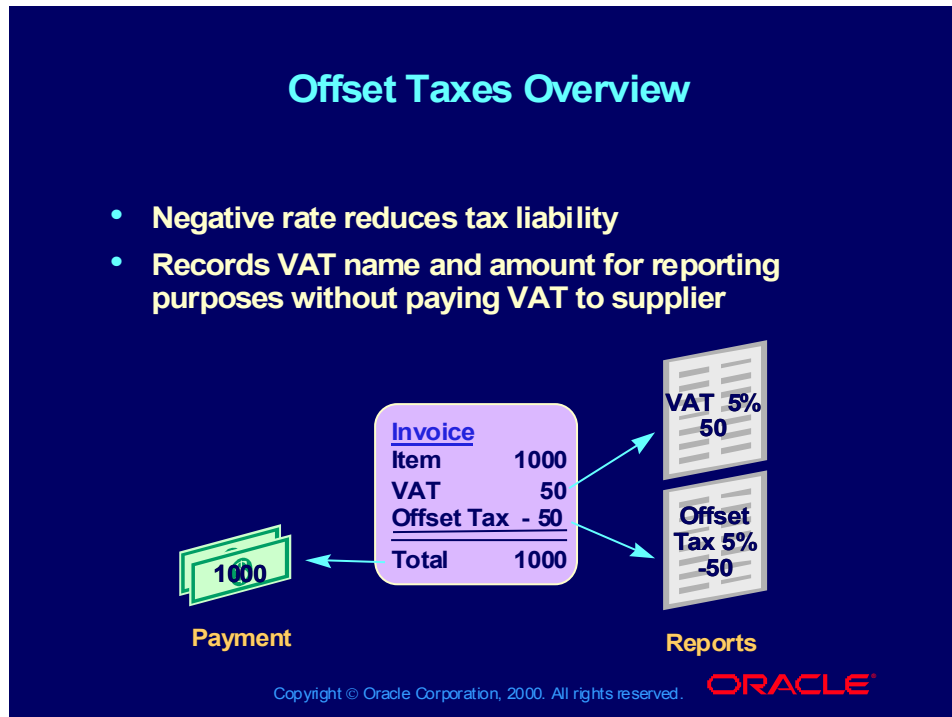 Offset Taxes Overview
• Negative rate reduces tax liability
• Records VAT name and amount for reporting
purposes without paying VAT to supplier
Invoice
Item 1000
VAT 50
Offset Tax - 50
Total 1000
VAT 5%
50
Offset
Tax 5%
-50
1000
Payment
Reports
Copyright © Oracle Corporation, 2000. All rights reserved.
ORACLE®